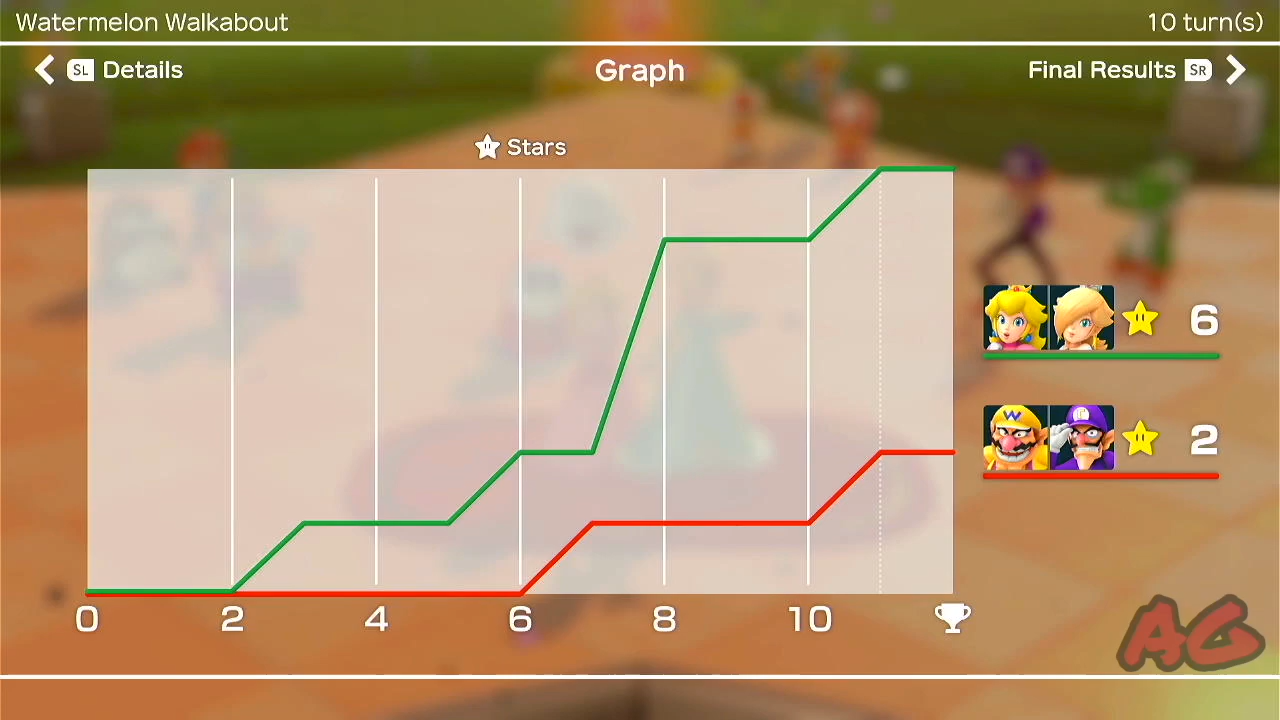 Watermelon Walkabout
10 turn(s)
SL Details
Graph
Final Results SR
Stars
6
2
0 2 4 6 8 10
AG